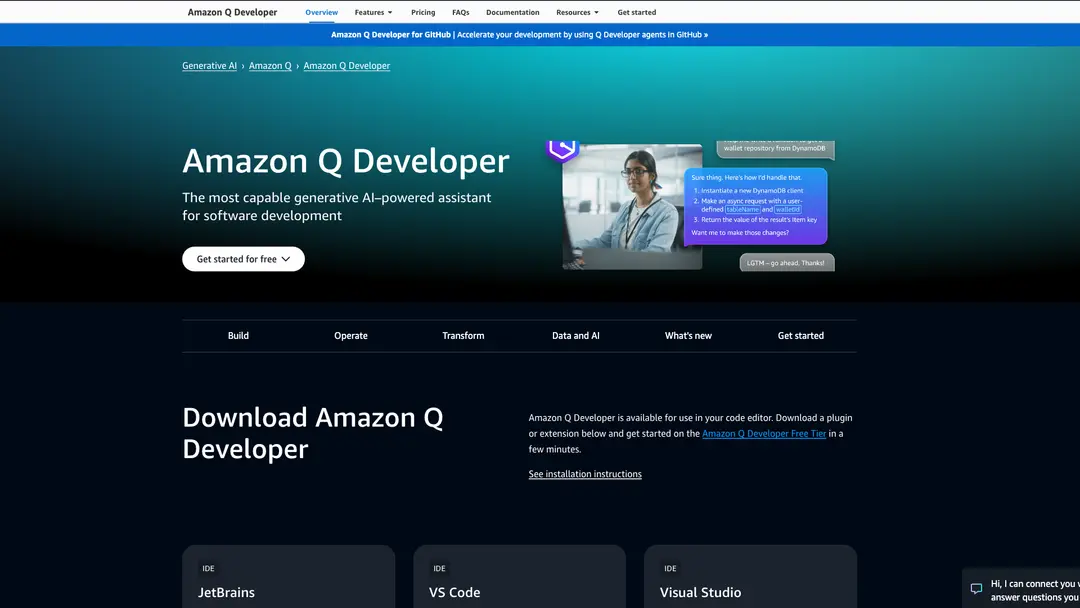 Amazon Q Developer
Overview
Features
Pricing
FAQs
Documentation
Resources
Get started
Amazon Q Developer for GitHub | Accelerate your development by using Q Developer agents in GitHub »
Generative AI › Amazon Q › Amazon Q Developer
Amazon Q Developer
The most capable generative AI–powered assistant
for software development
Get started for free
wallet repository from DynamoDB
Sure thing. Here's how I'd handle that.
1. Instantiate a new DynamoDB client
2. Make an async request with a user-
defined tableName and walletId
3. Return the value of the result's Item key
Want me to make those changes?
LGTM – go ahead. Thanks!
Build
Operate
Transform
Data and AI
What's new
Get started
Download Amazon Q
Developer
Amazon Q Developer is available for use in your code editor. Download a plugin
or extension below and get started on the Amazon Q Developer Free Tier in a
few minutes.
See installation instructions
IDE
JetBrains
IDE
VS Code
IDE
Visual Studio
Hi, I can connect you
answer questions you